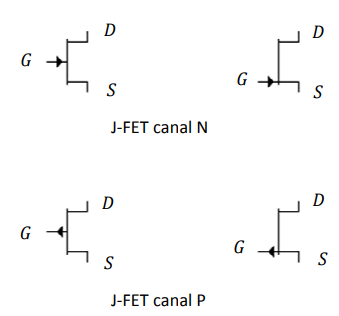 D D
G G
S S
J-FET canal N
D D
G G
S S
J-FET canal P